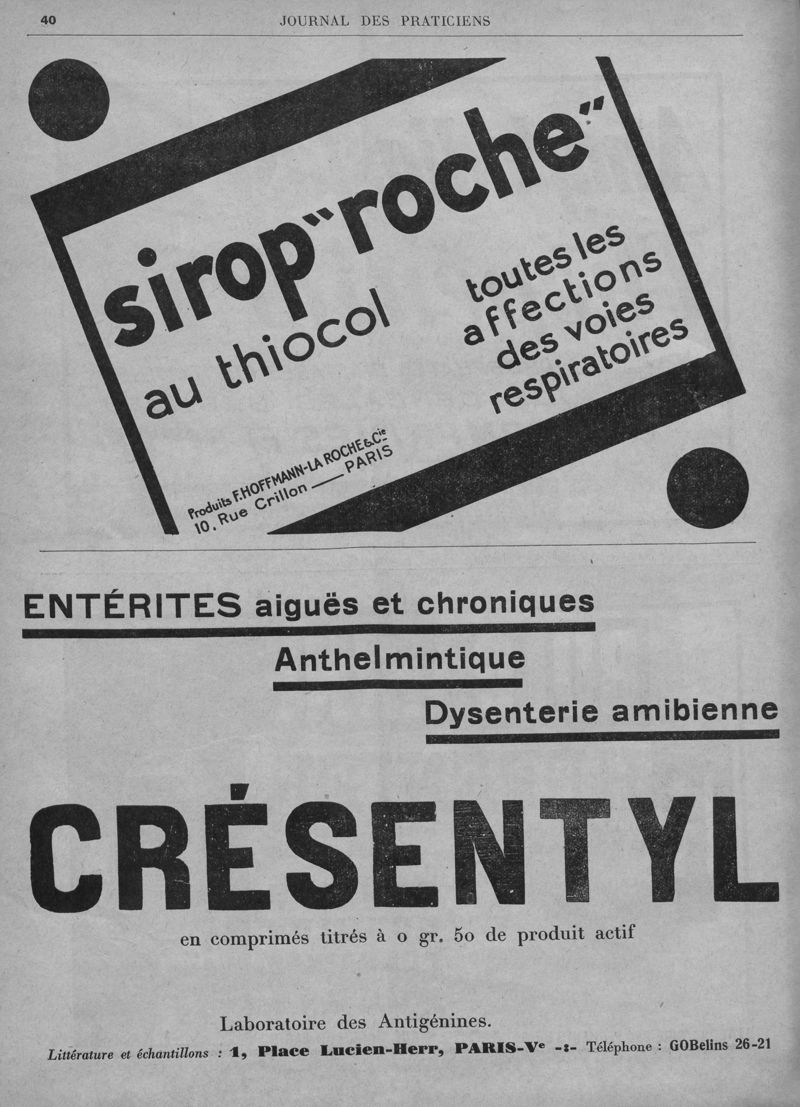 40
JOURNAL DES PRATICIENS
sirop "roche"
au thiocol
toutes les
affections
des voies
respiratoires
Produits F. HOFFMANN-LA ROCHE & Cie
10, Rue Crillon — PARIS
ENTÉRITES aiguës et chroniques
Anthelmintique
Dysenterie amibienne
CRÉSENTYL
en comprimés titrés à 0 gr. 50 de produit actif
Laboratoire des Antigénines.
Littérature et échantillons : 1, Place Lucien-Herr, PARIS-Ve -:- Téléphone : GOBelins 26-21